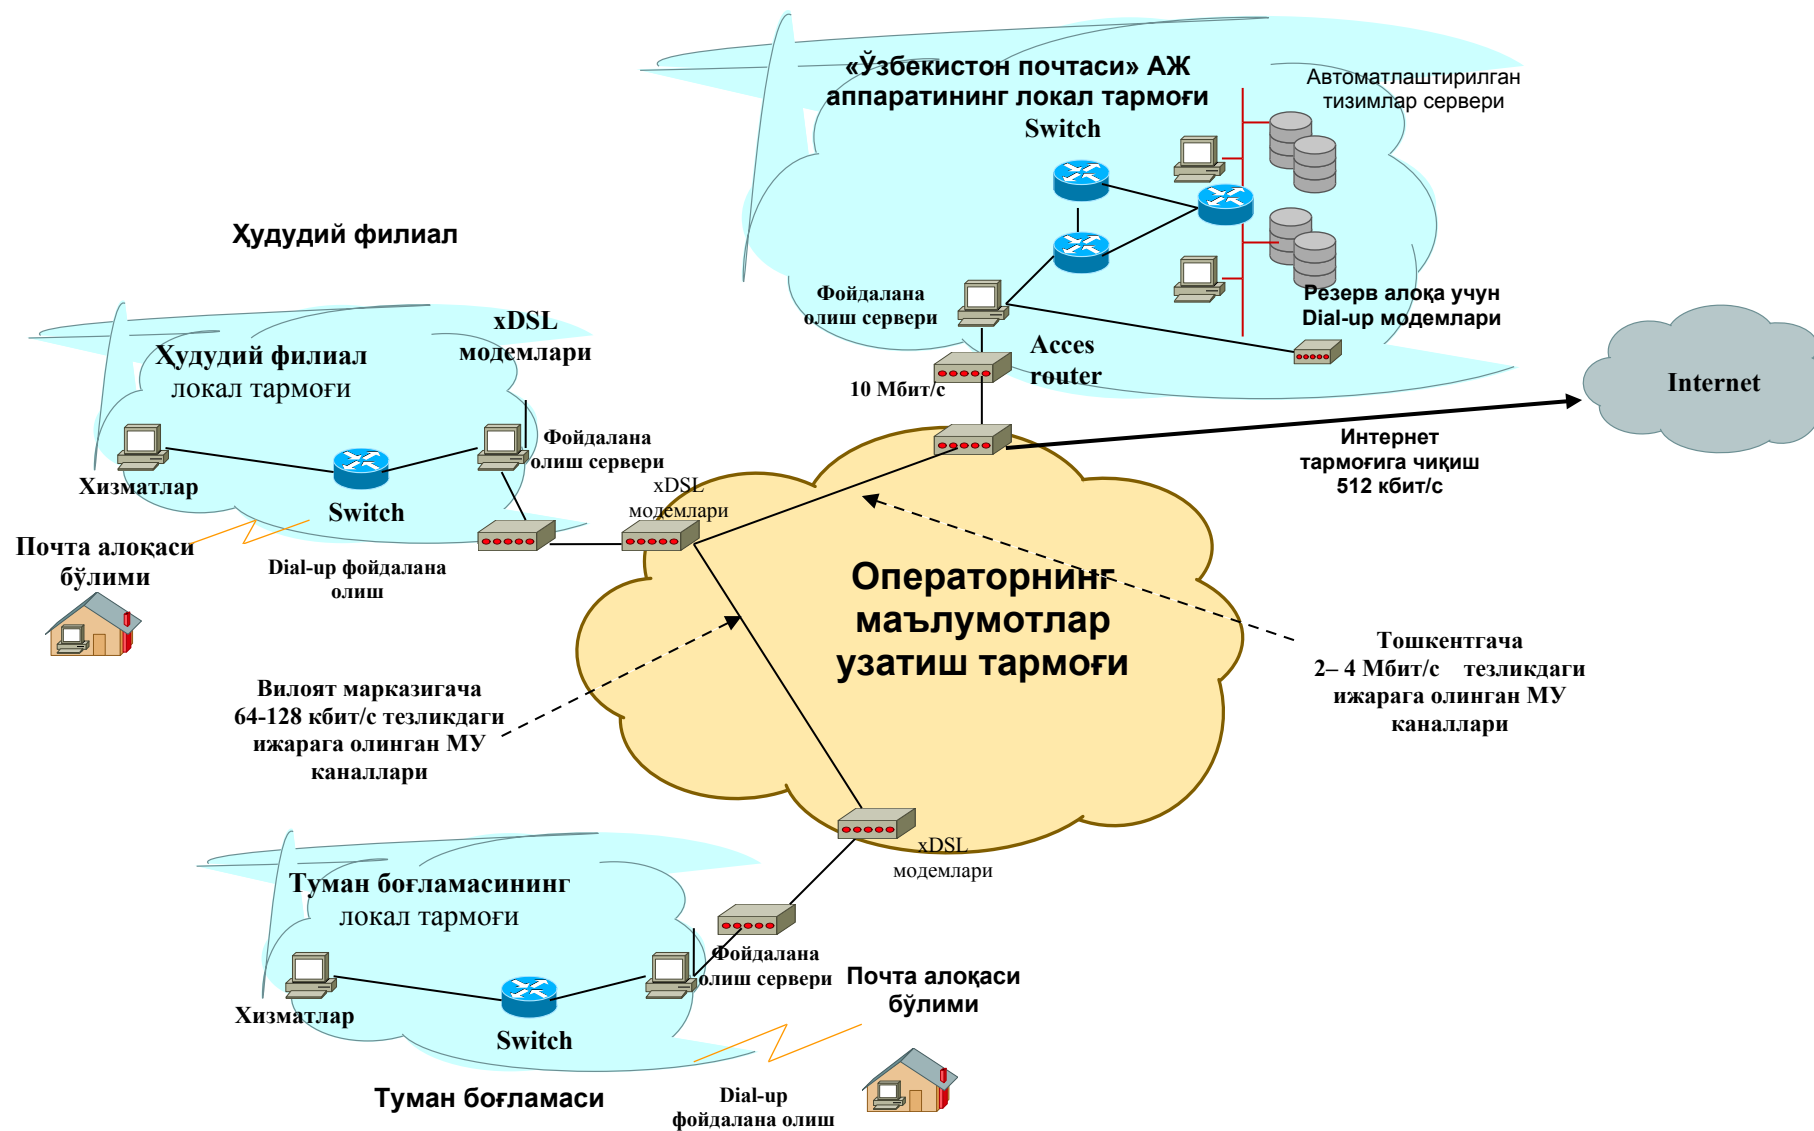 «Ўзбекистон почтаси» АЖ
аппаратининг локал тармоғи
Switch
Автоматлаштирилган
тизимлар сервери
Ҳудудий филиал
Фойдалана
олиш сервери
Резерв алоқа учун
Dial-up модемлари
xDSL
модемлари
Ҳудудий филиал
локал тармоғи
Acces
router
10 Мбит/с
Internet
Интернет
тармоғига чиқиш
512 кбит/с
Фойдалана
олиш сервери
Хизматлар
Switch
xDSL
модемлари
Почта алоқаси
бўлими
Dial-up фойдалана
олиш
Операторнинг
маълумотлар
узатиш тармоғи
Тошкентгача
2– 4 Мбит/с тезликдаги
ижарага олинган МУ
каналлари
Вилоят марказигача
64-128 кбит/с тезликдаги
ижарага олинган МУ
каналлари
xDSL
модемлари
Туман боғламасининг
локал тармоғи
Фойдалана
олиш сервери
Хизматлар
Switch
Почта алоқаси
бўлими
Туман боғламаси
Dial-up
фойдалана олиш